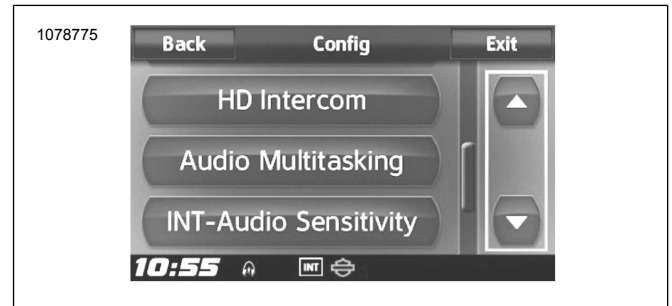 1078775
Back Config Exit
HD Intercom
Audio Multitasking
INT-Audio Sensitivity
10:55 INT